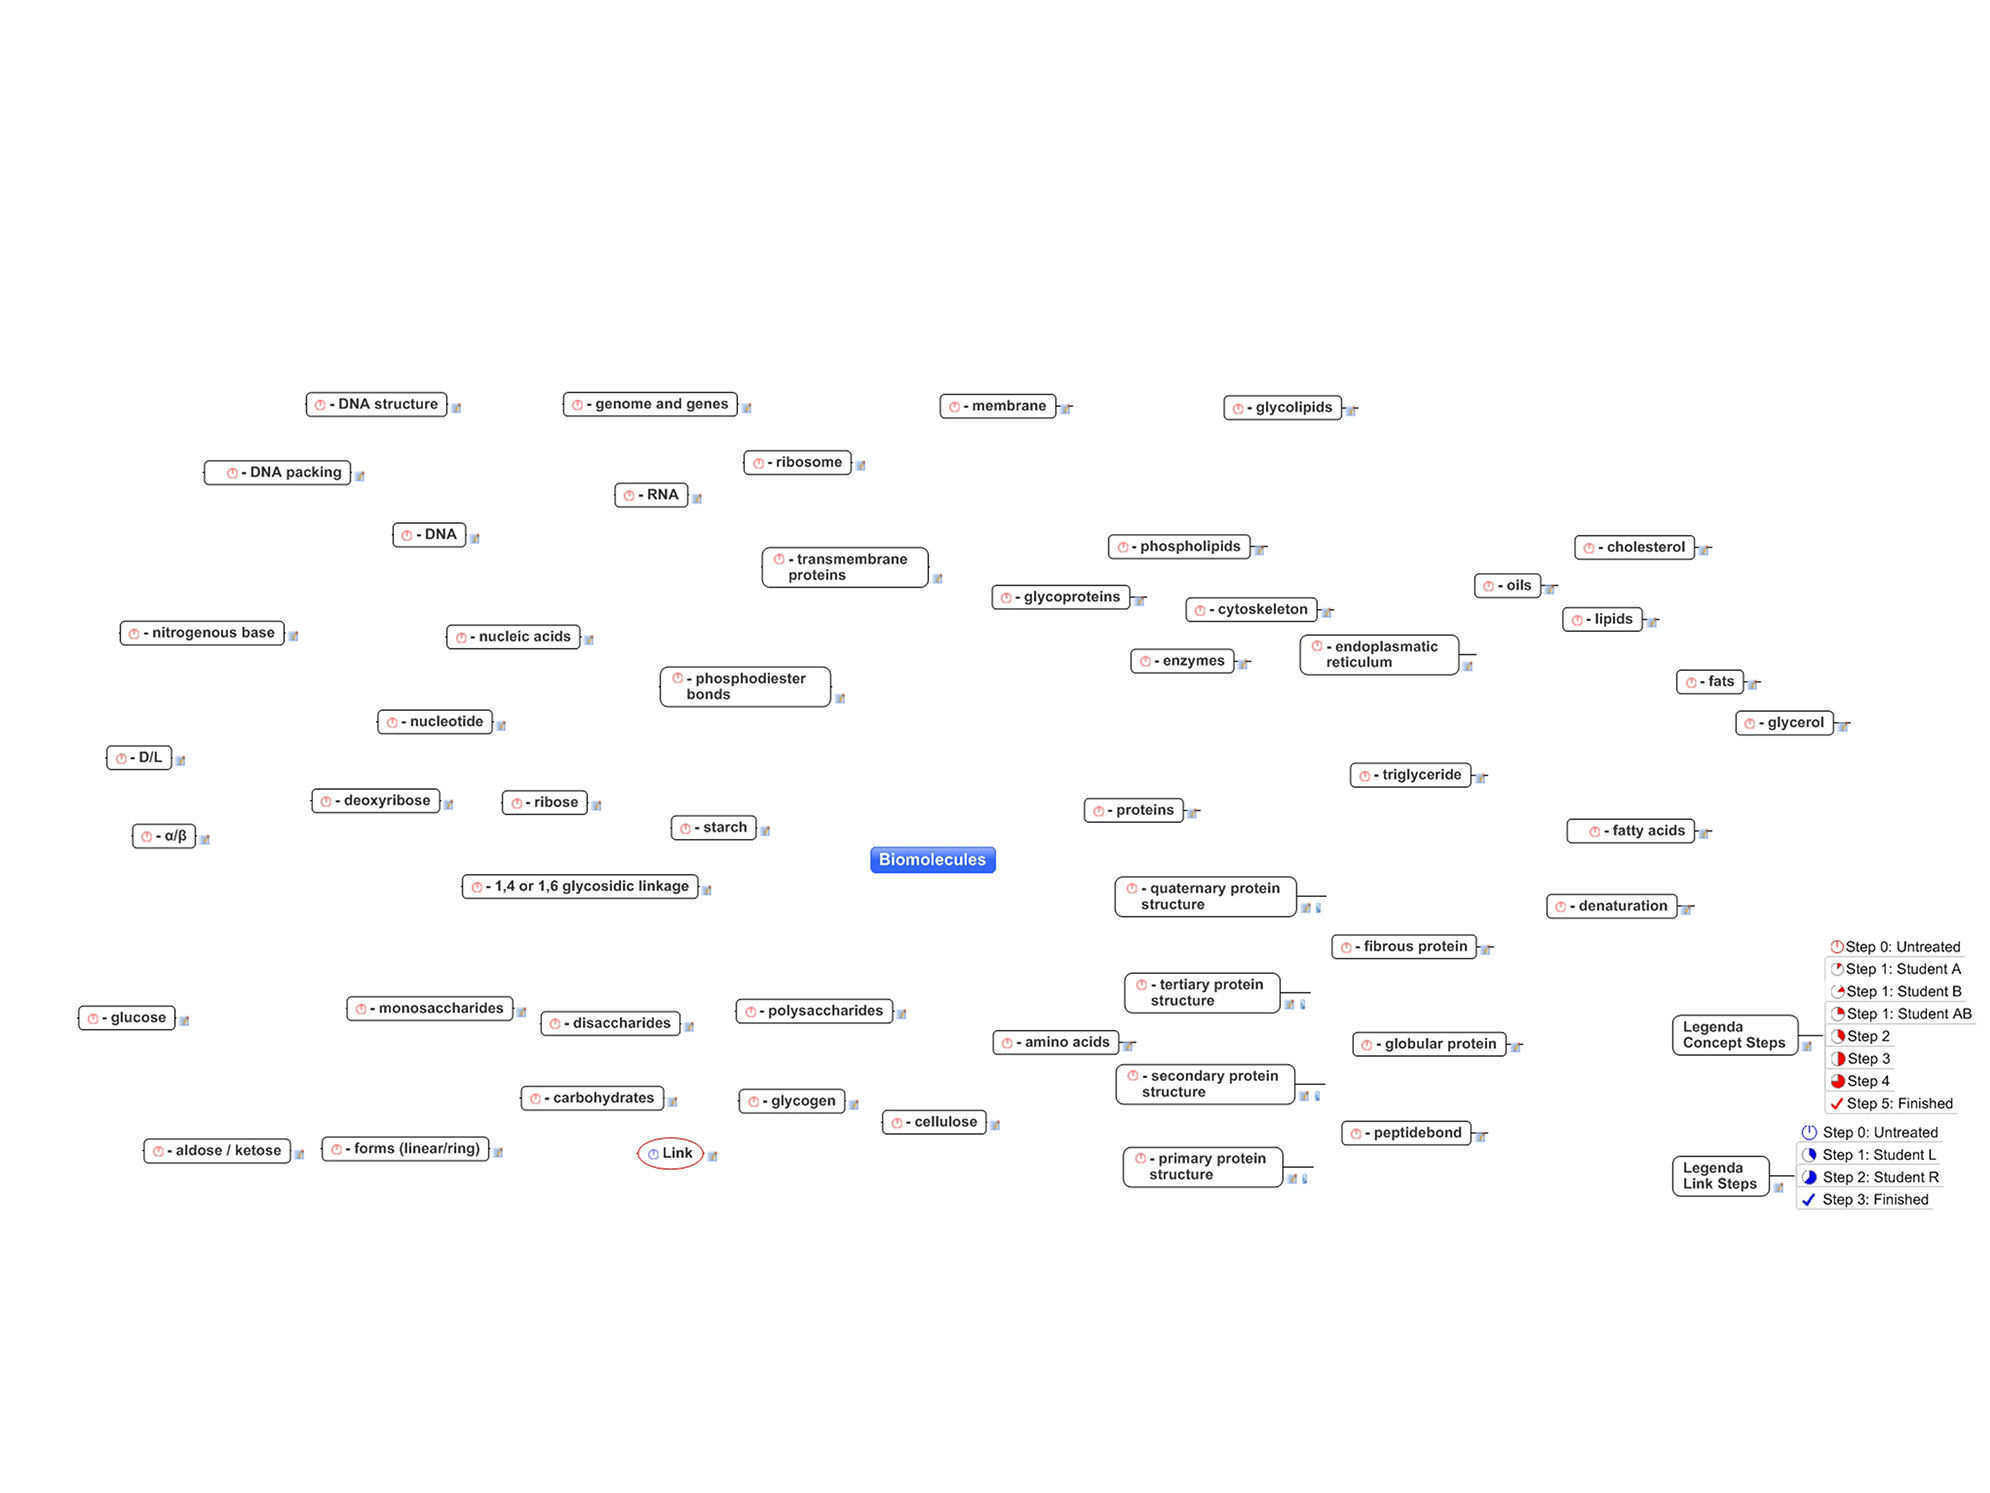 - DNA structure
- genome and genes
- membrane
- glycolipids
- ribosome
- DNA packing
- RNA
- DNA
- transmembrane
proteins
- phospholipids
- cholesterol
- oils
- glycoproteins
- cytoskeleton
- lipids
- nitrogenous base
- nucleic acids
- endoplasmatic
reticulum
- enzymes
- phosphodiester
bonds
- fats
- nucleotide
- glycerol
- D/L
- triglyceride
- deoxyribose
- ribose
- proteins
- starch
- fatty acids
- α/β
Biomolecules
- 1,4 or 1,6 glycosidic linkage
- quaternary protein
structure
- denaturation
- fibrous protein
- tertiary protein
structure
- glucose
- monosaccharides
- disaccharides
- polysaccharides
- amino acids
- globular protein
- secondary protein
structure
- carbohydrates
- glycogen
- cellulose
- peptidebond
- aldose / ketose
- forms (linear/ring)
Link
- primary protein
structure
Legenda
Concept Steps
Step 0: Untreated
Step 1: Student A
Step 1: Student B
Step 1: Student AB
Step 2
Step 3
Step 4
Step 5: Finished
Legenda
Link Steps
Step 0: Untreated
Step 1: Student L
Step 2: Student R
Step 3: Finished